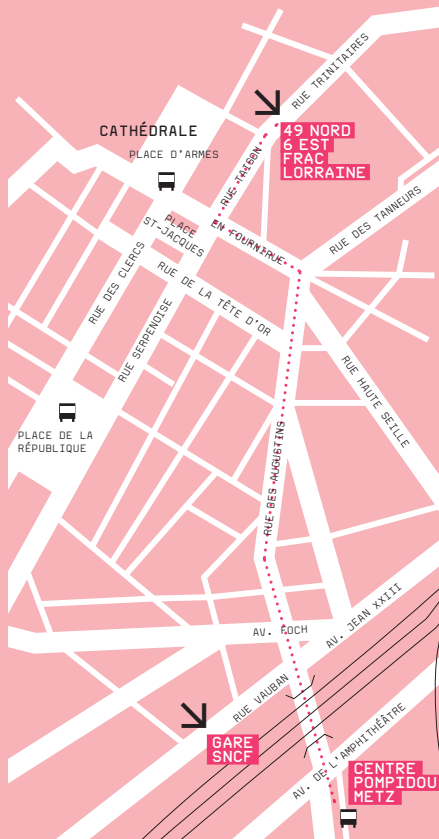 RUE TRINITAIRES
49 NORD
6 EST
FRAC
LORRAINE
CATHÉDRALE
PLACE D'ARMES
RUE TAISON
PLACE
ST-JACQUES
EN FOURNIRUE
RUE DES TANNEURS
RUE DES CLERCS
RUE DE LA TÊTE D'OR
RUE SERPENOISE
RUE HAUTE SEILLE
PLACE DE LA
RÉPUBLIQUE
RUE DES AUGUSTINS
AV. FOCH
AV. JEAN XXIII
RUE VAUBAN
GARE
SNCF
AV. DE L'AMPHITHÉÂTRE
CENTRE
POMPIDOU
METZ